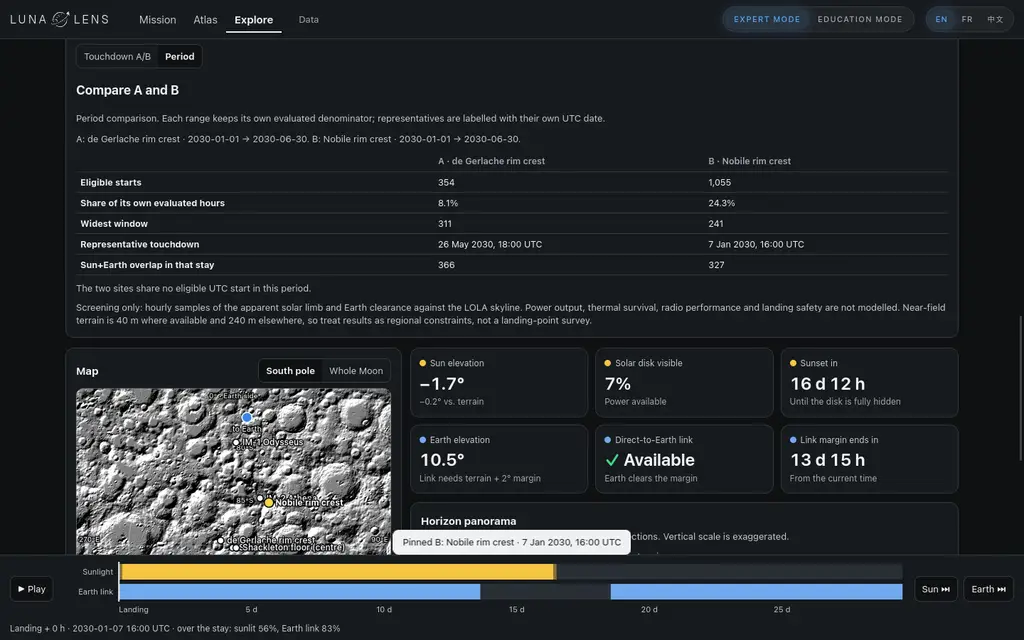 LUNA LENS
Mission Atlas Explore Data
EXPERT MODE EDUCATION MODE
EN FR 中文
Touchdown A/B Period
Compare A and B
Period comparison. Each range keeps its own evaluated denominator; representatives are labelled with their own UTC date.
A: de Gerlache rim crest · 2030-01-01 → 2030-06-30. B: Nobile rim crest · 2030-01-01 → 2030-06-30.
A · de Gerlache rim crest B · Nobile rim crest
Eligible starts 354 1,055
Share of its own evaluated hours 8.1% 24.3%
Widest window 311 241
Representative touchdown 26 May 2030, 18:00 UTC 7 Jan 2030, 16:00 UTC
Sun+Earth overlap in that stay 366 327
The two sites share no eligible UTC start in this period.
Screening only: hourly samples of the apparent solar limb and Earth clearance against the LOLA skyline. Power output, thermal survival, radio performance and landing safety are not modelled. Near-field
terrain is 40 m where available and 240 m elsewhere, so treat results as regional constraints, not a landing-point survey.
Map
South pole Whole Moon
Earth side
to Earth
IM-1 Odysseus
85°S
Nobile rim crest
de Gerlache rim crest
Shackleton floor (centre)
Sun elevation
−1.7°
−0.2° vs. terrain
Solar disk visible
7%
Power available
Sunset in
16 d 12 h
Until the disk is fully hidden
Earth elevation
10.5°
Link needs terrain + 2° margin
Direct-to-Earth link
✓ Available
Earth clears the margin
Link margin ends in
13 d 15 h
From the current time
Horizon panorama
ctions. Vertical scale is exaggerated.
Pinned B: Nobile rim crest · 7 Jan 2030, 16:00 UTC
Play
Sunlight
Earth link
Landing 5 d 10 d 15 d 20 d 25 d
Sun Earth
Landing + 0 h · 2030-01-07 16:00 UTC · over the stay: sunlit 56%, Earth link 83%